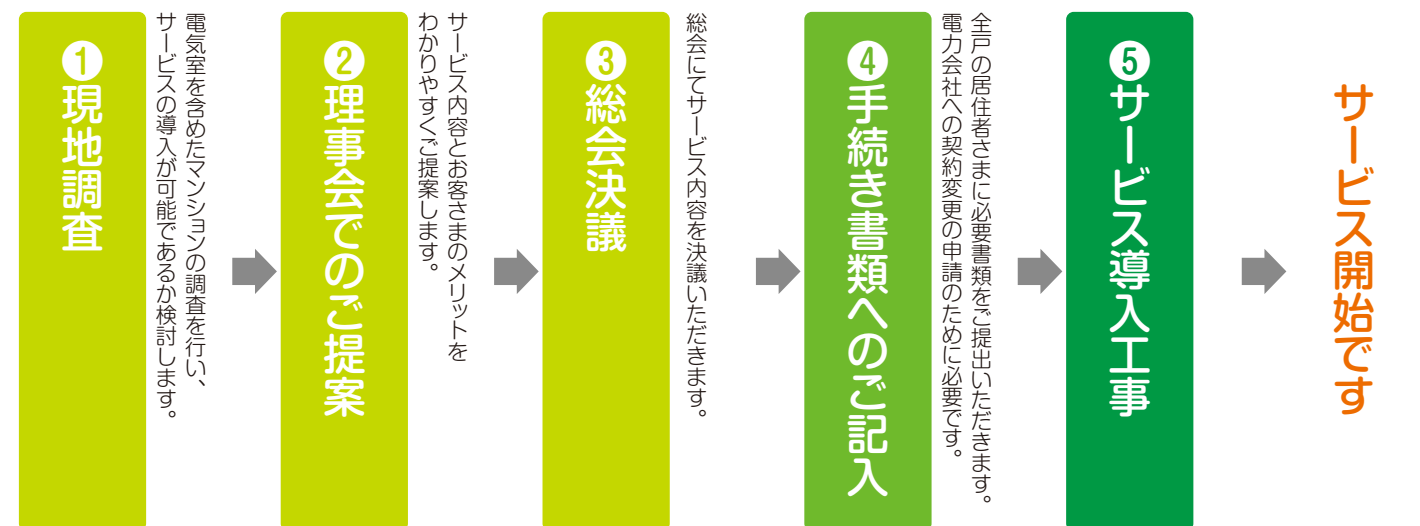 ❶現地調査
電気室を含めたマンションの調査を行い、
サービスの導入が可能であるか検討します。
❷理事会でのご提案
サービス内容とお客さまのメリットを
わかりやすくご提案します。
❸総会決議
総会にてサービス内容を決議いただきます。
❹手続き書類へのご記入
全戸の居住者さまに必要書類をご提出いただきます。
電力会社への契約変更の申請のために必要です。
❺サービス導入工事
サービス開始です